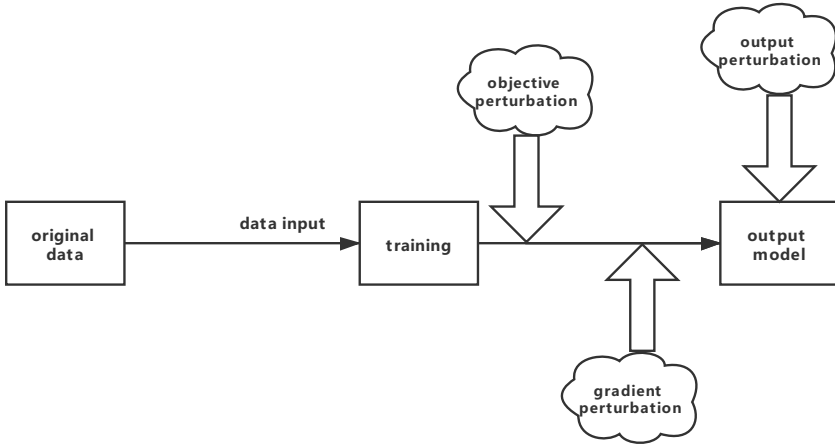 output
perturbation
objective
perturbation
original
data
data input
training
output
model
gradient
perturbation